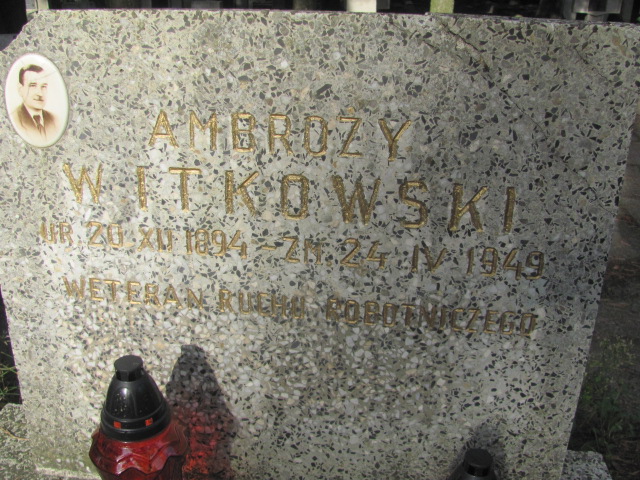 AMBROŻY
WITKOWSKI
UR 20 XII 1894 - ZM 24 IV 1949
WETERAN RUCHU ROBOTNICZEGO